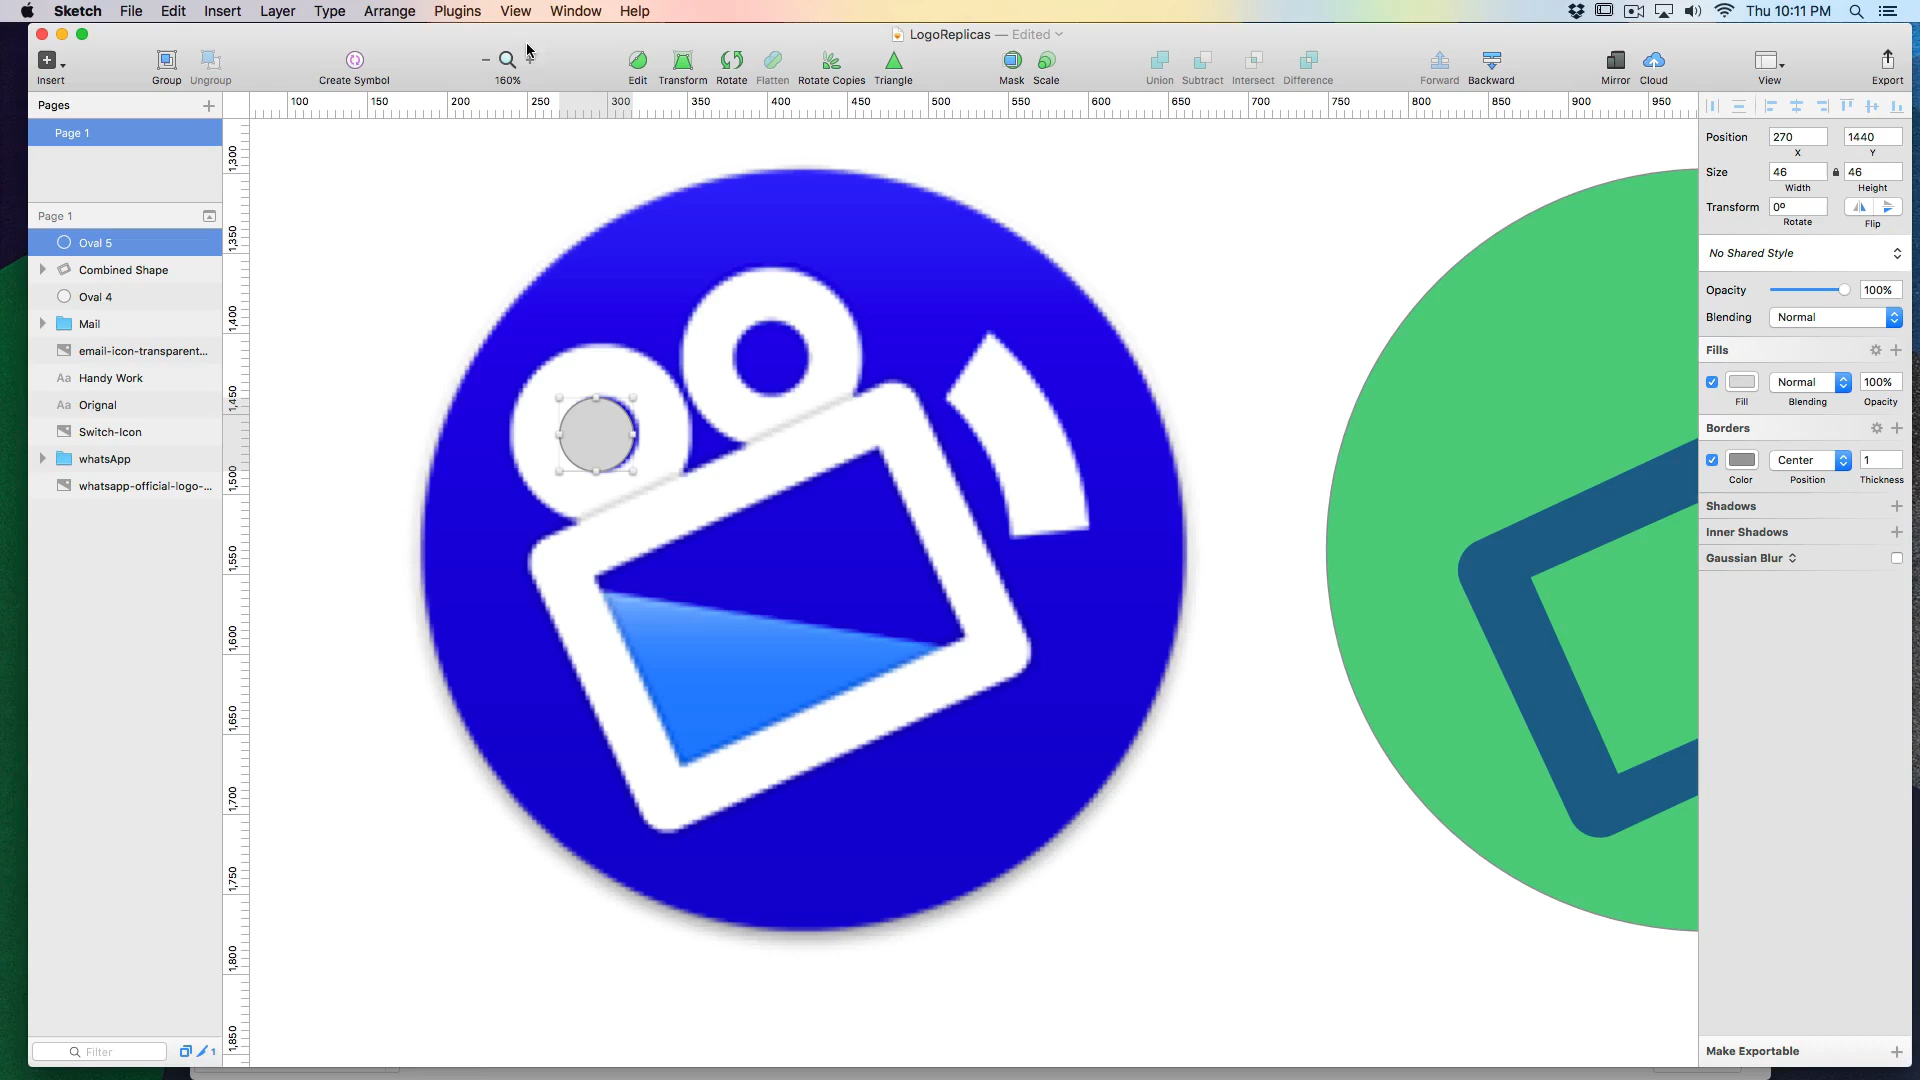 Sketch File Edit Insert Layer Type Arrange Plugins View Window Help Thu 10:11 PM
LogoReplicas — Edited
Insert Group Ungroup Create Symbol 160% Edit Transform Rotate Flatten Rotate Copies Triangle Mask Scale Union Subtract Intersect Difference Forward Backward Mirror Cloud View Export
Pages
100 150 200 250 300 350 400 450 500 550 600 650 700 750 800 850 900 950
Page 1
Page 1
Oval 5
Combined Shape
Oval 4
Mail
email-icon-transparent...
Handy Work
Orignal
Switch-Icon
whatsApp
whatsapp-official-logo-...
Filter
1
1,300
1,350
1,400
1,450
1,500
1,550
1,600
1,650
1,700
1,750
1,800
1,850
Position 270 1440
X Y
Size 46 46
Width Height
Transform 0º
Rotate Flip
No Shared Style
Opacity 100%
Blending Normal
Fills
Normal 100%
Fill Blending Opacity
Borders
Center 1
Color Position Thickness
Shadows
Inner Shadows
Gaussian Blur
Make Exportable